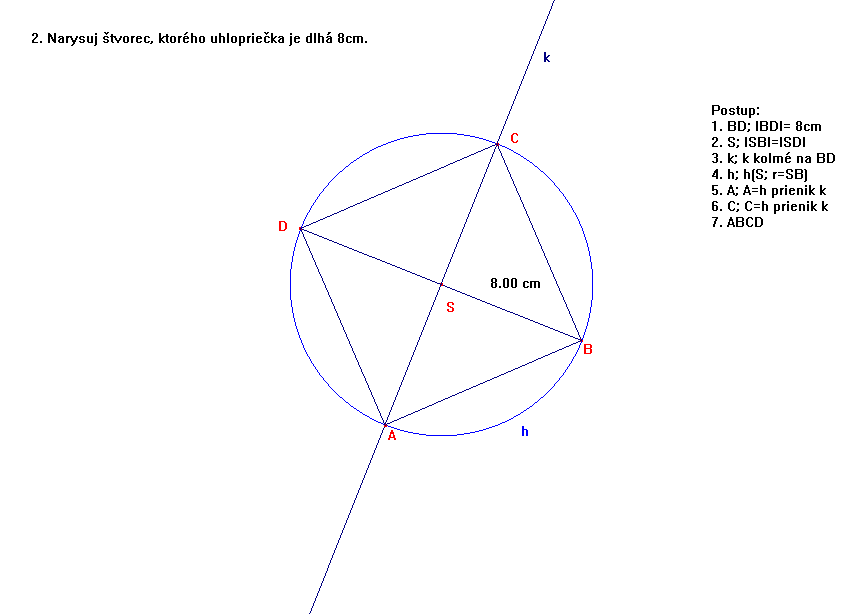 2. Narysuj štvorec, ktorého uhlopriečka je dlhá 8cm.
k
Postup:
1. BD; IBDI= 8cm
2. S; ISBI=ISDI
3. k; k kolmé na BD
4. h; h(S; r=SB)
5. A; A=h prienik k
6. C; C=h prienik k
7. ABCD
C
D
8.00 cm
S
B
A
h